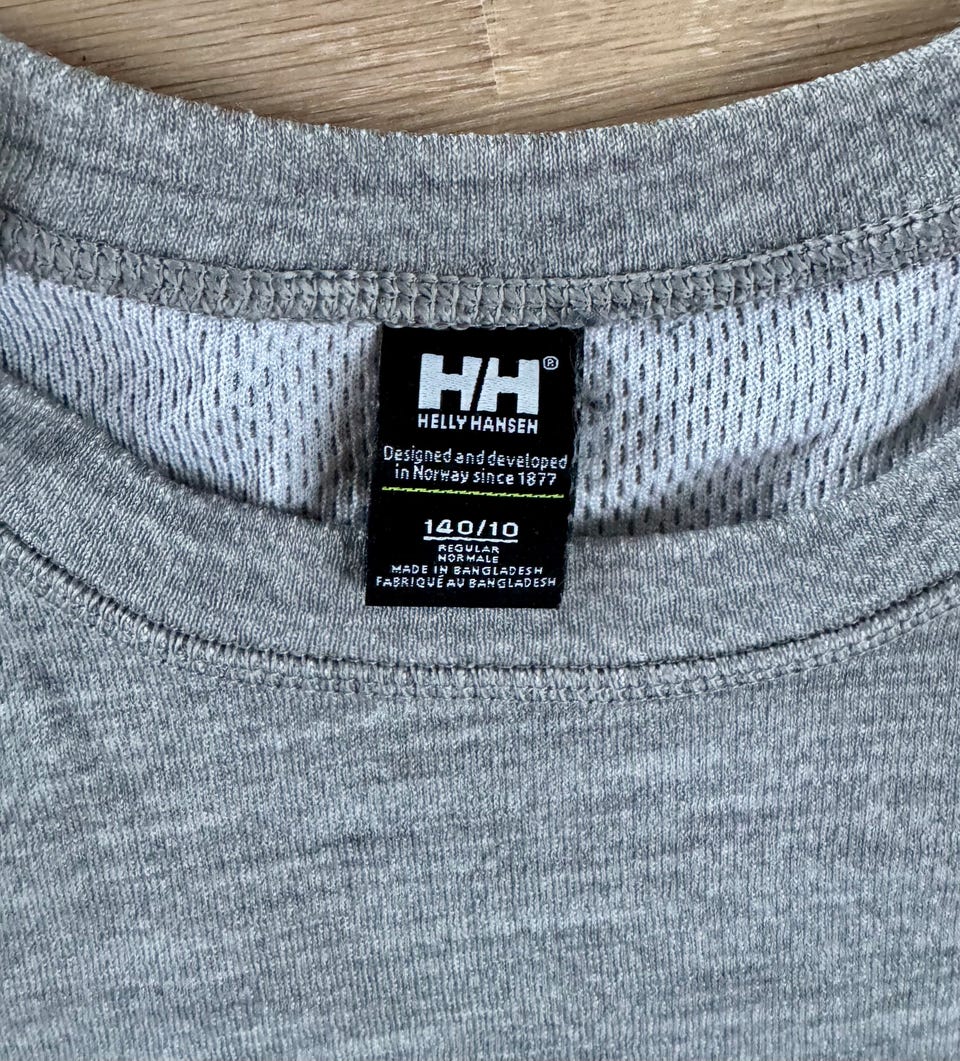 HH®
HELLY HANSEN
Designed and developed
in Norway since 1877
140/10
REGULAR
NORMALE
MADE IN BANGLADESH
FABRIQUÉ AU BANGLADESH